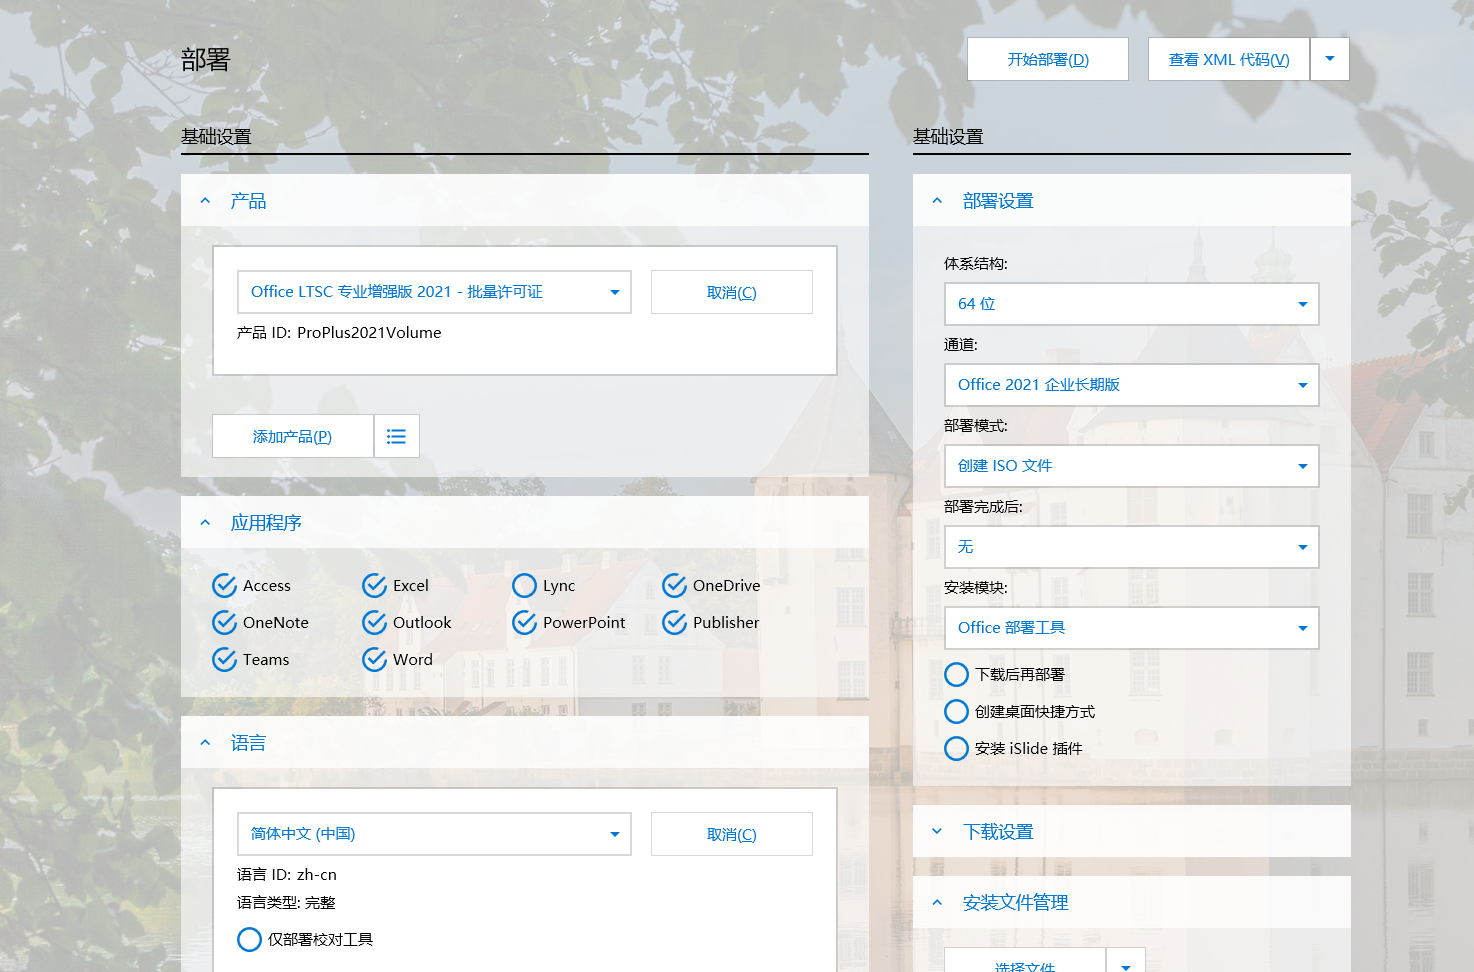 部署
开始部署(D)
查看 XML 代码(V)
基础设置
产品
Office LTSC 专业增强版 2021 - 批量许可证
取消(C)
产品 ID: ProPlus2021Volume
添加产品(P)
应用程序
Access
Excel
Lync
OneDrive
OneNote
Outlook
PowerPoint
Publisher
Teams
Word
语言
简体中文 (中国)
取消(C)
语言 ID: zh-cn
语言类型: 完整
仅部署校对工具
基础设置
部署设置
体系结构:
64 位
通道:
Office 2021 企业长期版
部署模式:
创建 ISO 文件
部署完成后:
无
安装模块:
Office 部署工具
下载后再部署
创建桌面快捷方式
安装 iSlide 插件
下载设置
安装文件管理
选择文件